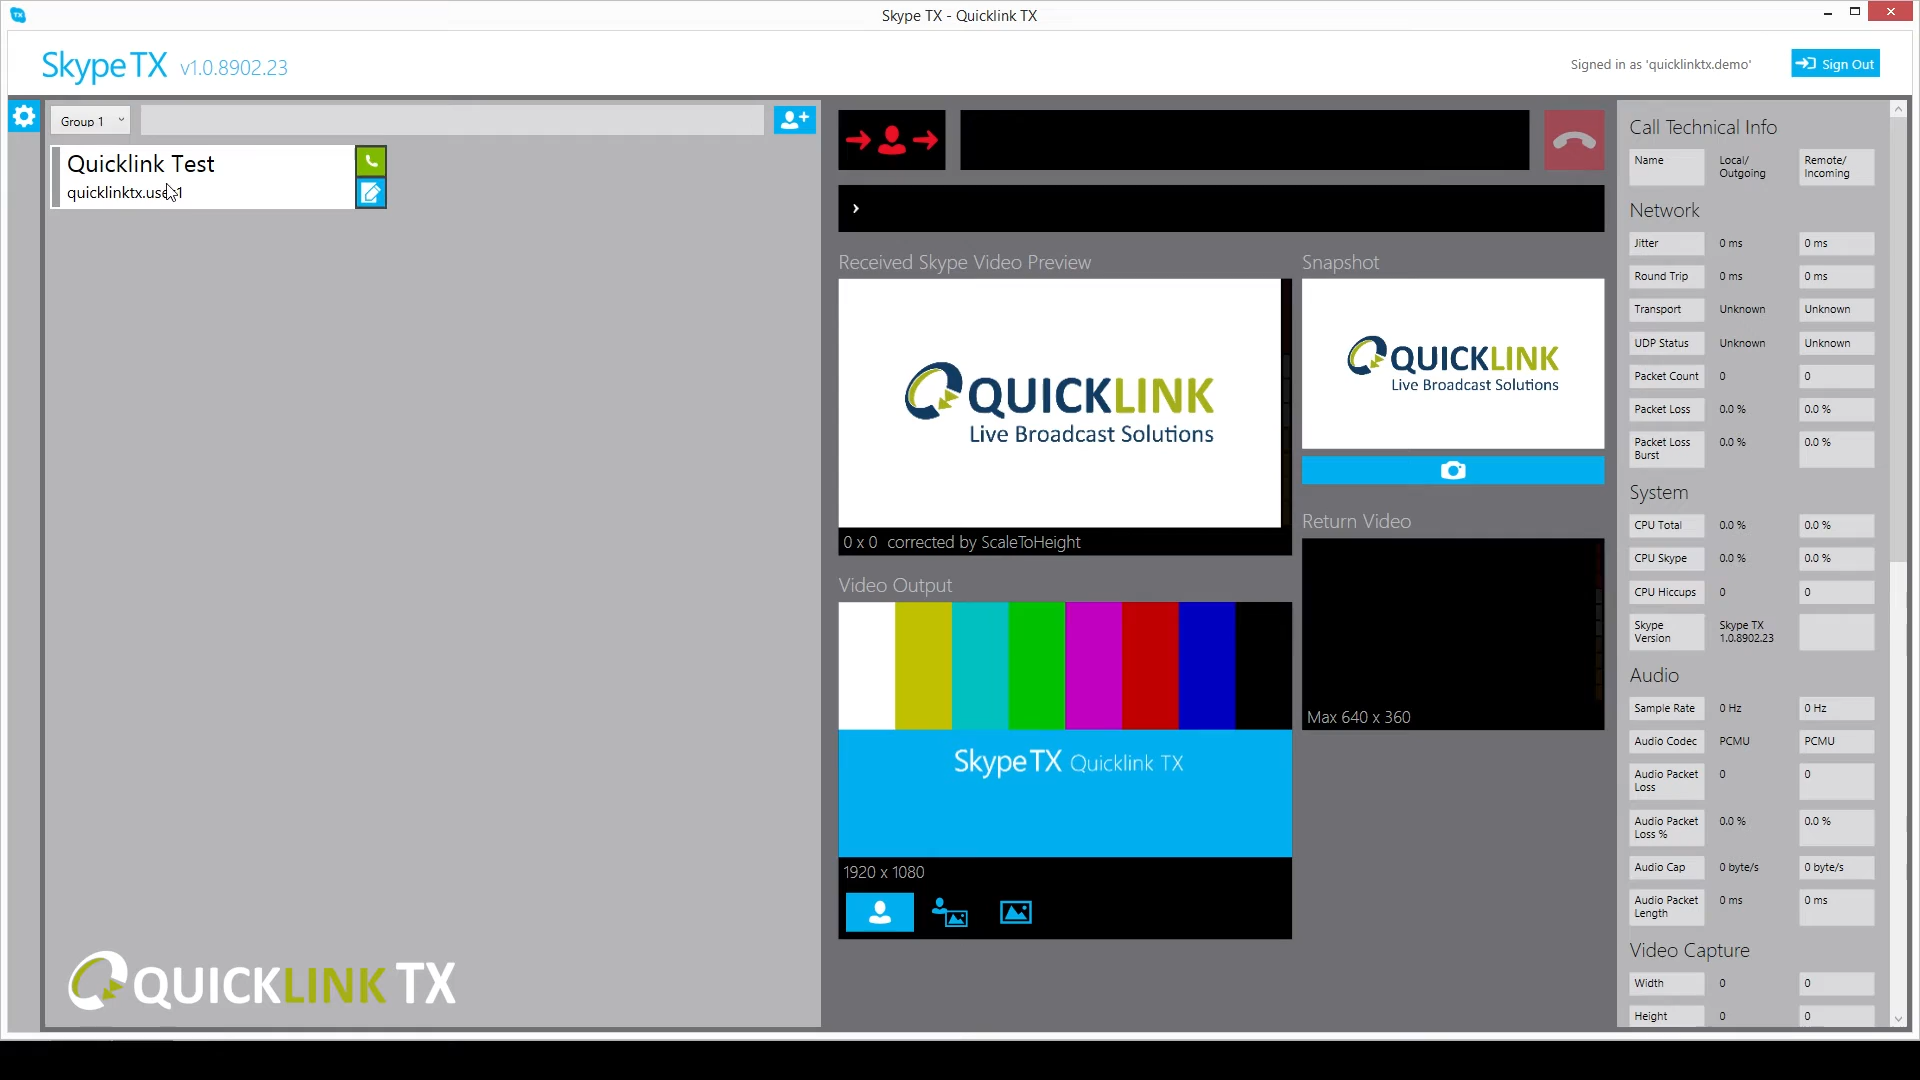 Skype TX - Quicklink TX
Skype TX v1.0.8902.23
Signed in as 'quicklinktx.demo'
Sign Out
Group 1
Quicklink Test
quicklinktx.use 1
QUICKLINK TX
Received Skype Video Preview
QUICKLINK
Live Broadcast Solutions
0 x 0 corrected by ScaleToHeight
Snapshot
QUICKLINK
Live Broadcast Solutions
Return Video
Max 640 x 360
Video Output
Skype TX Quicklink TX
1920 x 1080
Call Technical Info
Name Local/ Remote/
Outgoing Incoming
Network
Jitter 0 ms 0 ms
Round Trip 0 ms 0 ms
Transport Unknown Unknown
UDP Status Unknown Unknown
Packet Count 0 0
Packet Loss 0.0 % 0.0 %
Packet Loss 0.0 % 0.0 %
Burst
System
CPU Total 0.0 % 0.0 %
CPU Skype 0.0 % 0.0 %
CPU Hiccups 0 0
Skype Skype TX
Version 1.0.8902.23
Audio
Sample Rate 0 Hz 0 Hz
Audio Codec PCMU PCMU
Audio Packet 0 0
Loss
Audio Packet 0.0 % 0.0 %
Loss %
Audio Cap 0 byte/s 0 byte/s
Audio Packet 0 ms 0 ms
Length
Video Capture
Width 0 0
Height 0 0